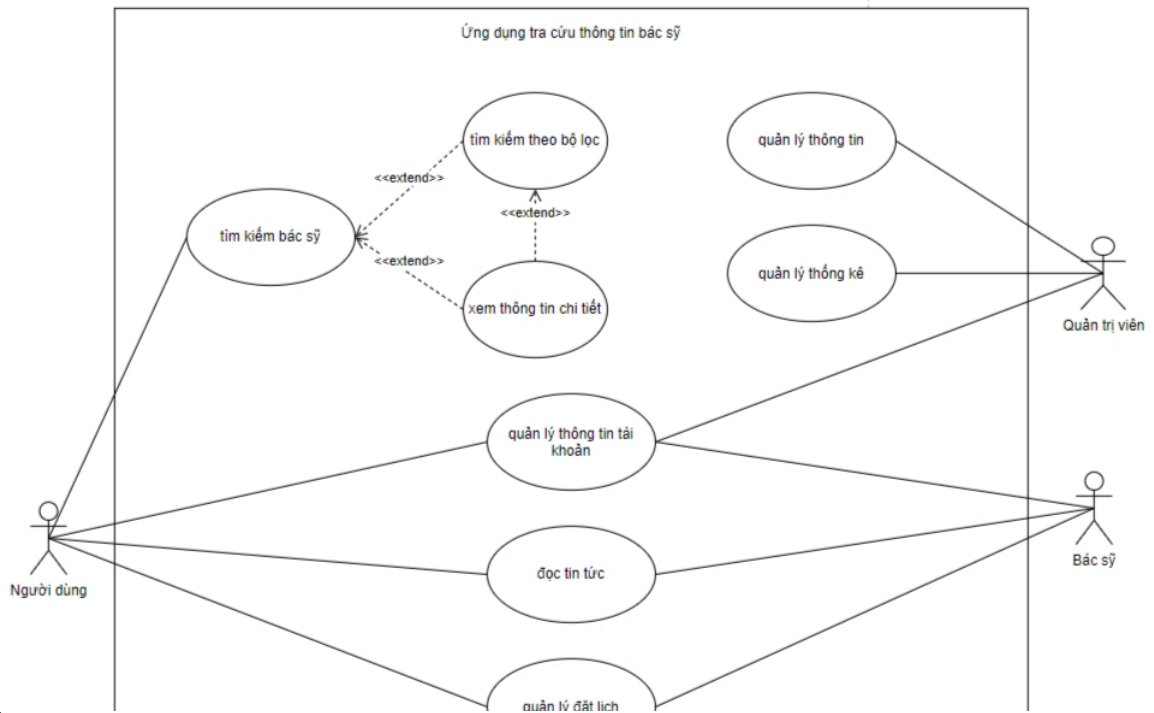 Ứng dụng tra cứu thông tin bác sỹ
tìm kiếm theo bộ lọc
quản lý thông tin
<<extend>>
<<extend>>
tìm kiếm bác sỹ
<<extend>>
quản lý thống kê
xem thông tin chi tiết
Quản trị viên
quản lý thông tin tài
khoản
đọc tin tức
Bác sỹ
Người dùng
quản lý đặt lịch